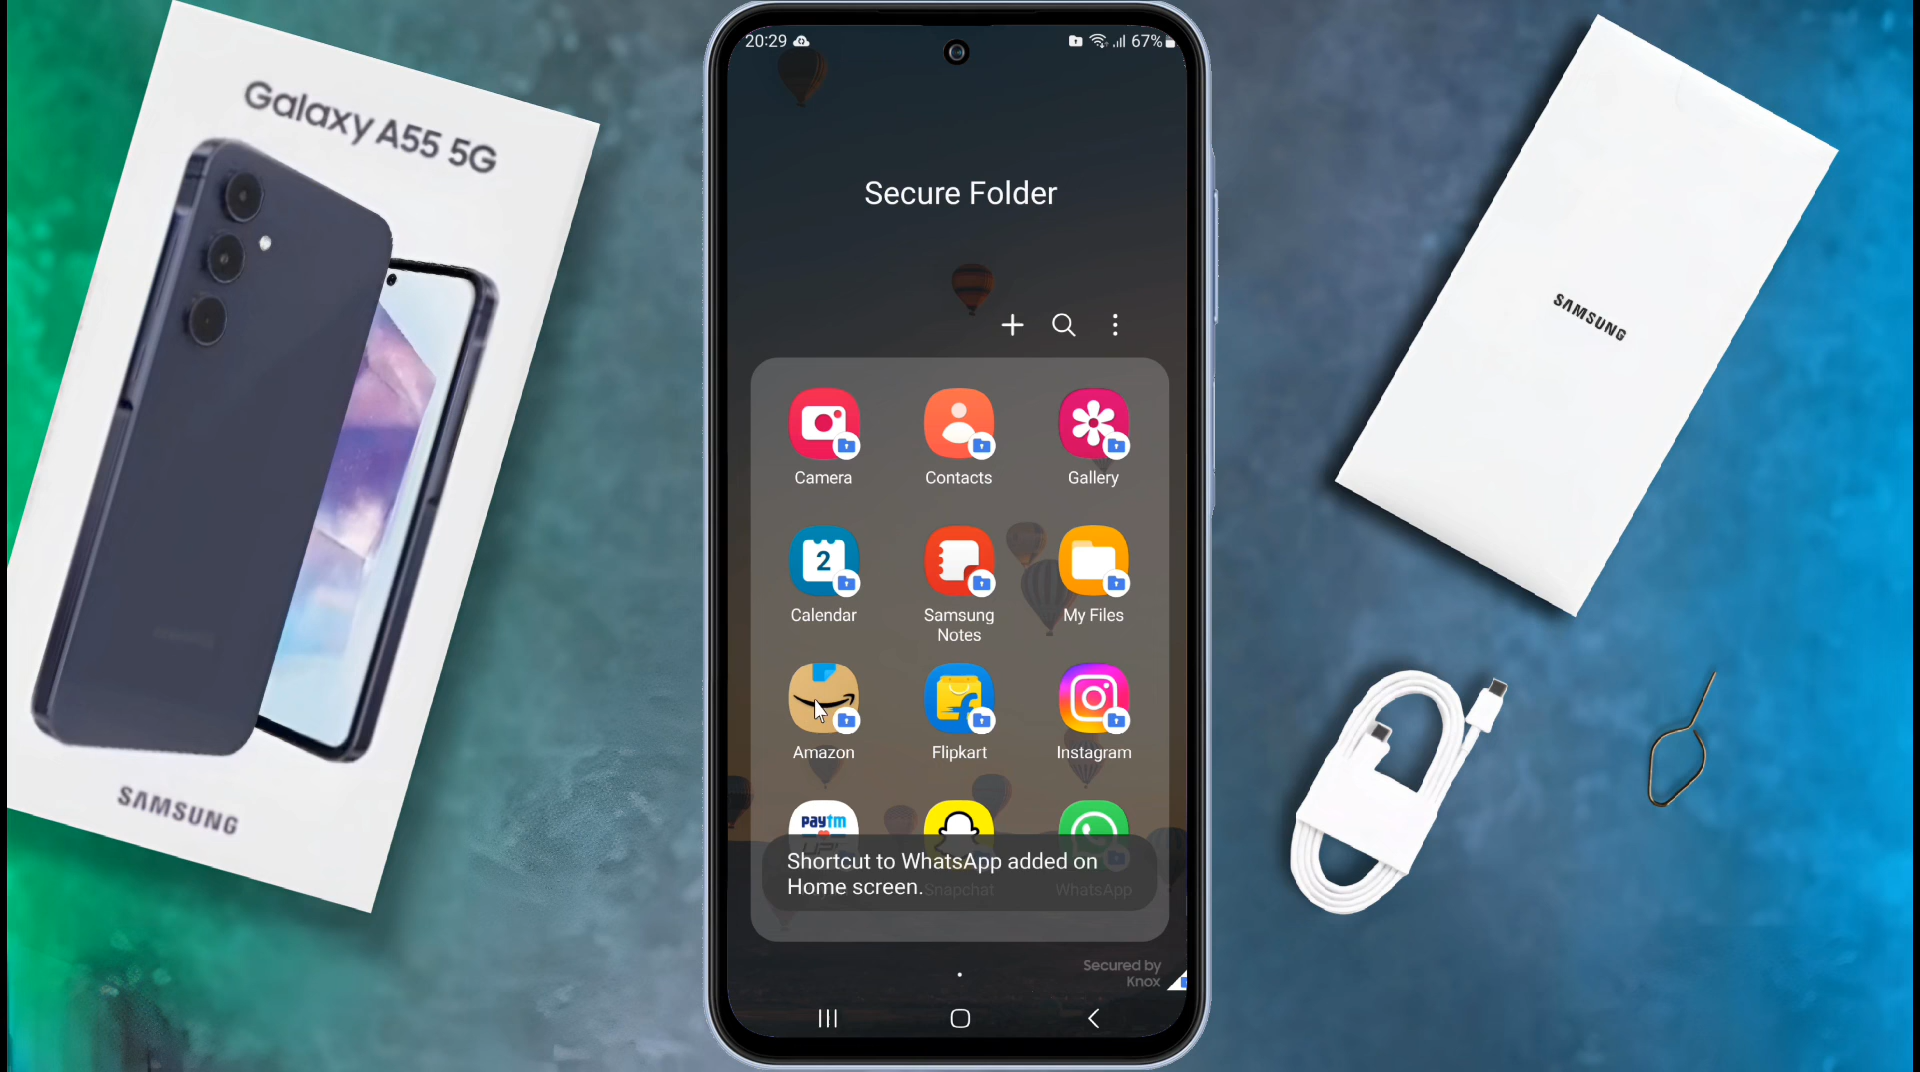 Galaxy A55 5G
SAMSUNG
20:29
67%
Secure Folder
Camera
Contacts
Gallery
2
Calendar
Samsung
Notes
My Files
Amazon
Flipkart
Instagram
paytm
Shortcut to WhatsApp added on
Home screen.
Snapchat
WhatsApp
Secured by
Knox
SAMSUNG